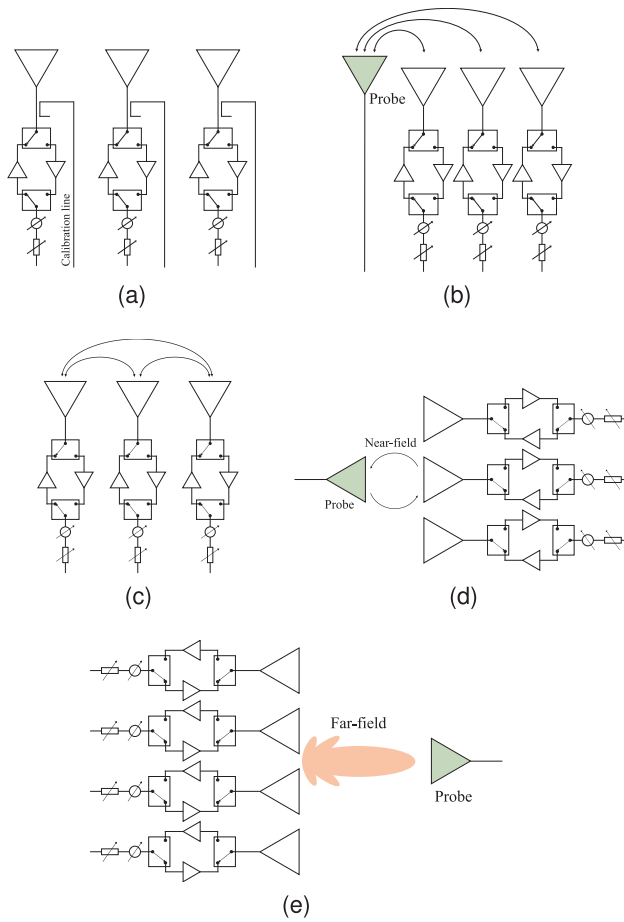 Calibration line
(a)
Probe
(b)
(c)
Near-field
Probe
(d)
Far-field
Probe
(e)